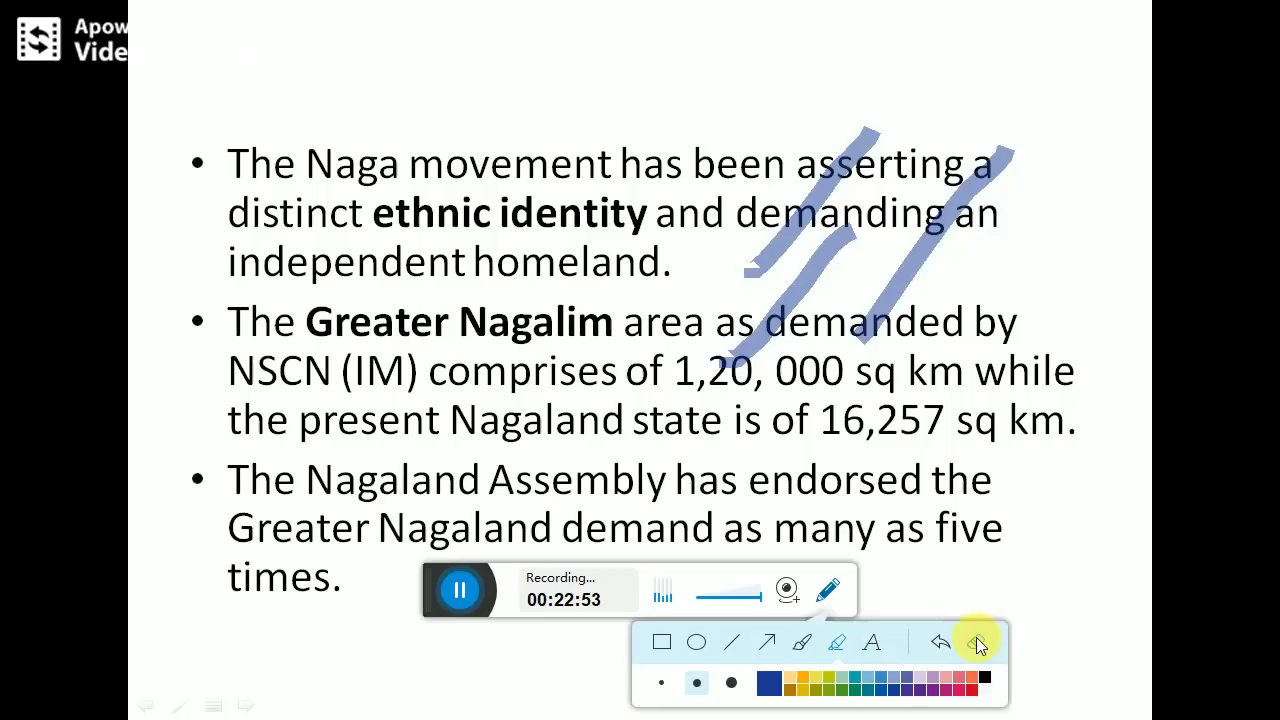 Apow
Vide
• The Naga movement has been asserting a
distinct ethnic identity and demanding an
independent homeland.
• The Greater Nagalim area as demanded by
NSCN (IM) comprises of 1,20, 000 sq km while
the present Nagaland state is of 16,257 sq km.
• The Nagaland Assembly has endorsed the
Greater Nagaland demand as many as five
times.
Recording...
00:22:53
A